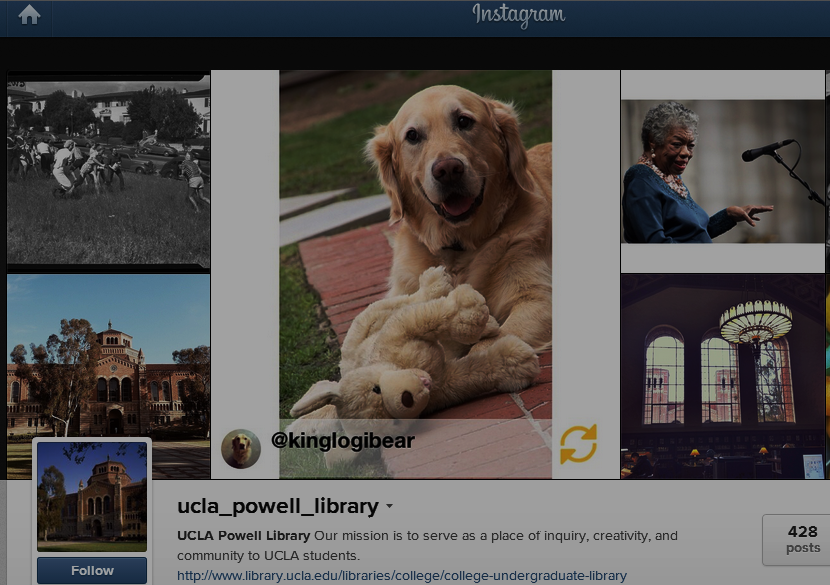 Instagram
@kinglogibear
ucla_powell_library
UCLA Powell Library Our mission is to serve as a place of inquiry, creativity, and
community to UCLA students.
http://www.library.ucla.edu/libraries/college/college-undergraduate-library
428
posts
Follow